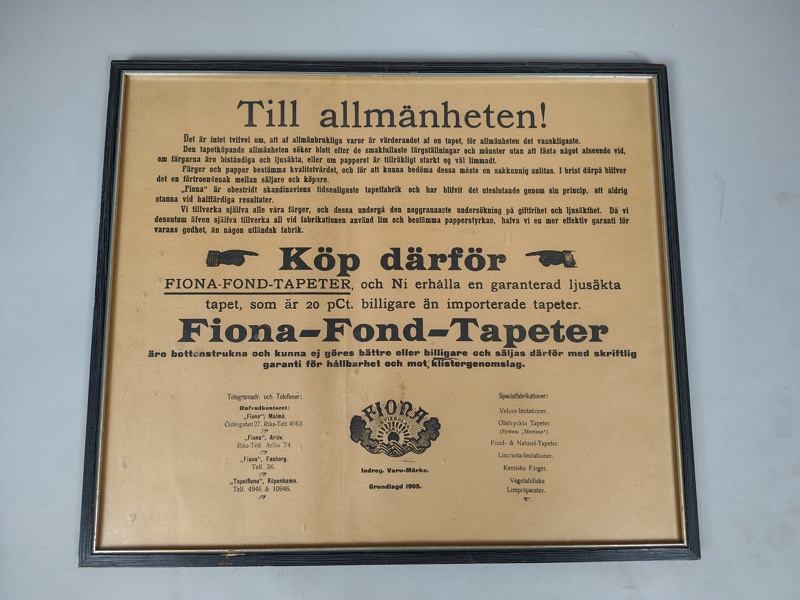 Till allmänheten!
Det är intet tvifvel om, att af allmänbrukliga varor är värderandet af en tapet, för allmänheten det vanskligaste.
Den tapetköpande allmänheten söker blott efter de smakfullaste färgställningar och mönster utan att fästa något afseende vid,
om färgarna äro biståndiga och ljusäkta, eller om papperet är tillräkligt starkt og väl limmadt.
Färger och papper bestämma kvalitetvärdet, och för att kunna bedöma dessa måste en sakkunnig anlitas. I brist därpå blifver
det en förtroendesak mellan säljare och köpare.
„Fiona" är obestridt skandinaviens tidsenligaste tapetfabrik och har blifvit det uteslutande genom sin princip, att aldrig
stanna vid halffärdiga resultater.
Vi tillverka själfva alle våra färger, och dessa undergå den noggrannaste undersökning på giftfrihet och ljusäkthet. Då vi
dessutom äfven själfva tillverka all vid fabrikationen använd lim och bestämma papperstyrkan, hafva vi en mer effektiv garanti för
varans godhet, än någon utländsk fabrik.
Köp därför
FIONA-FOND-TAPETER, och Ni erhålla en garanterad ljusäkta
tapet, som är 20 pCt. billigare än importerade tapeter.
Fiona-Fond-Tapeter
äro bottenstrukna och kunna ej göres bättre eller billigare och säljas därför med skriftlig
garanti för hållbarhet och mot klistergenomslag.
Telegramadr. och Telefoner:
Hufvudkontoret:
„Fiona", Malmö.
Östergatan 27. Riks-Telf. 4063.
„Fiona", Arlöv.
Riks-Telf. Arlöv 74.
„Fiona", Faaborg.
Telf. 56.
„Tapetfiona", Köpenhamn.
Telf. 4946 & 10946.
FIONA
Indreg. Varu-Märke.
Grundlagd 1905.
Specialfabrikationer:
Velour-Imitationer.
Oljetryckta Tapeter
(System „Mertens").
Fond- & Naturel-Tapeter.
Lincrusta-Imitationer.
Kemiska Färger.
Vegetabiliska
Limpräparater.